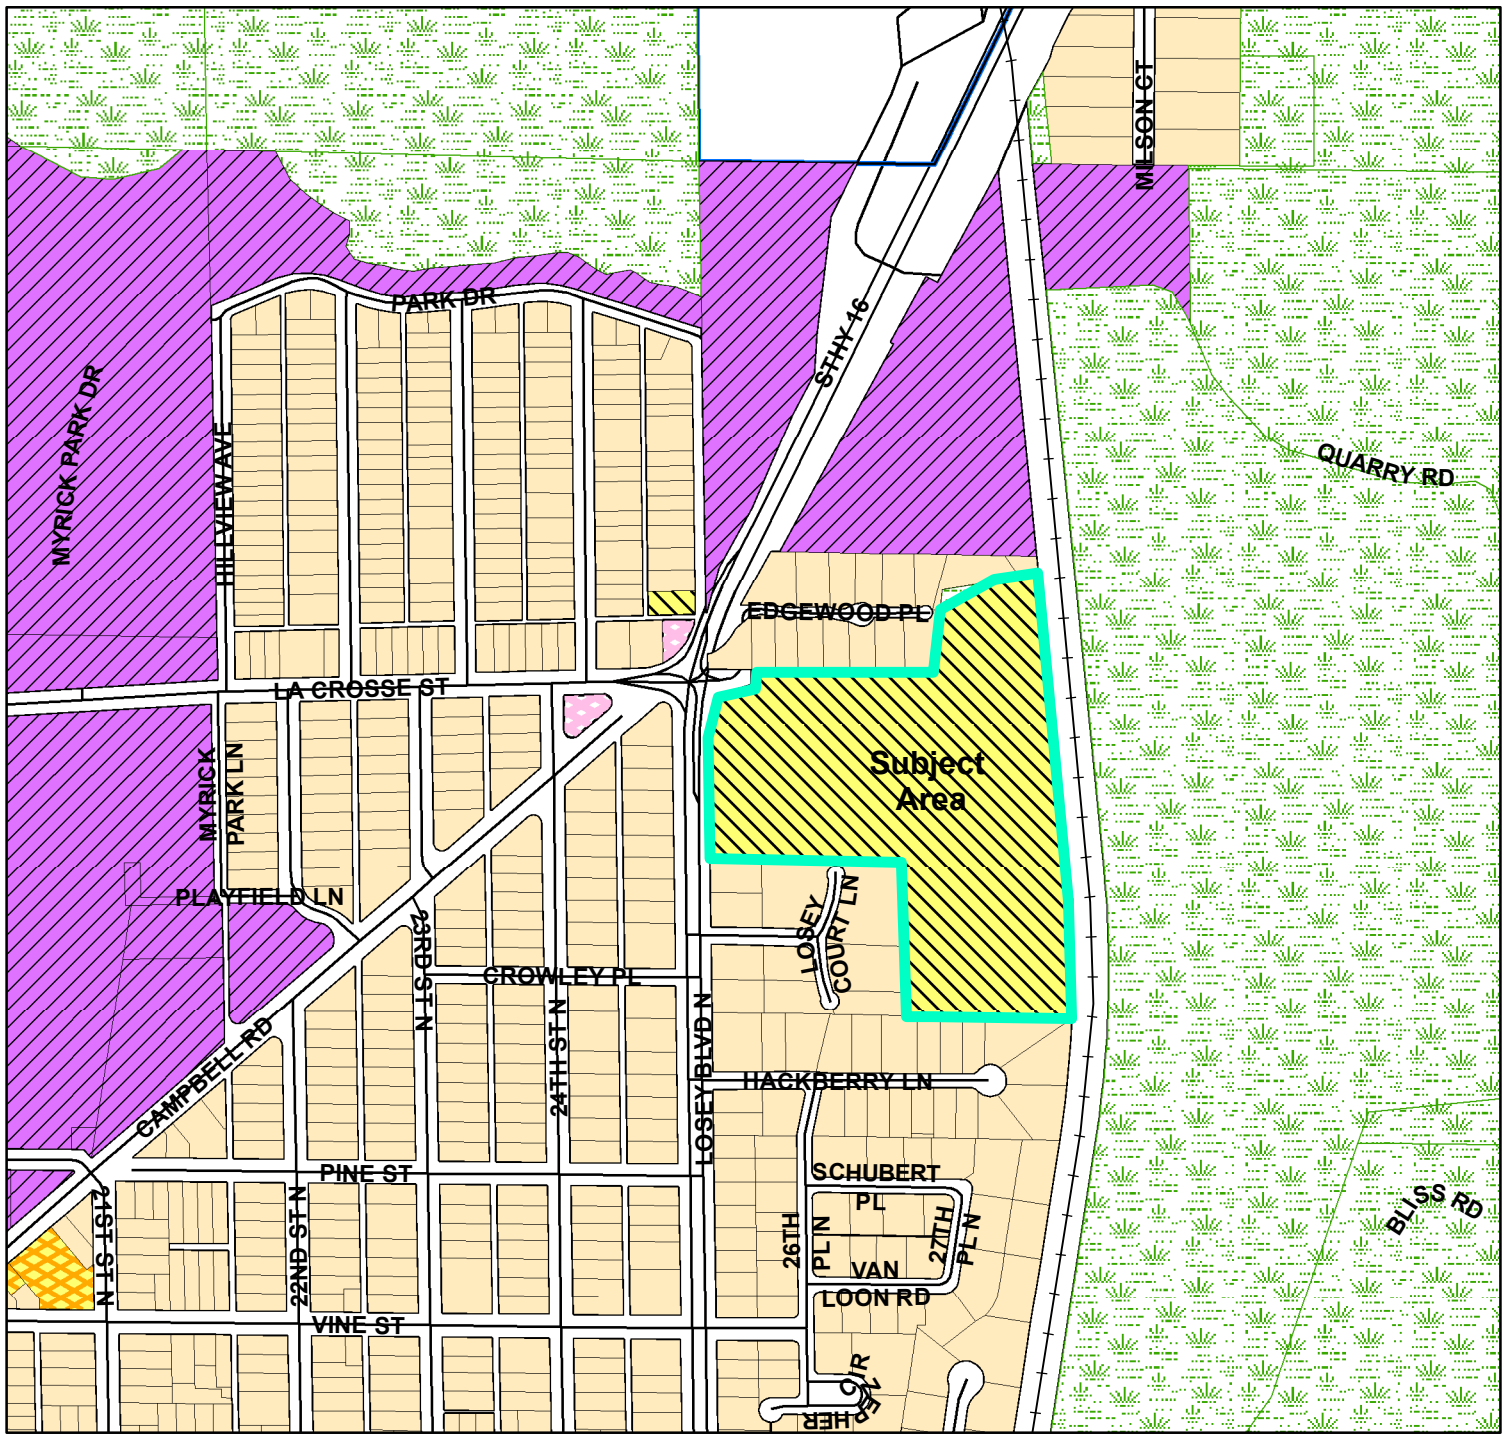 MILSON CT
PARK DR
STHY 16
MYRICK PARK DR
HILLVIEW AVE
QUARRY RD
EDGEWOOD PL
LA CROSSE ST
MYRICK
PARK LN
Subject
Area
PLAYFIELD LN
LOSEY
COURT LN
23RD ST N
CROWLEY PL
24TH ST N
LOSEY BLVD N
CAMPBELL RD
HACKBERRY LN
PINE ST
SCHUBERT
PL
21ST ST N
22ND ST N
26TH
PL N
27TH
PL N
BLISS RD
VAN
LOON RD
VINE ST
ZEPHER
CIR